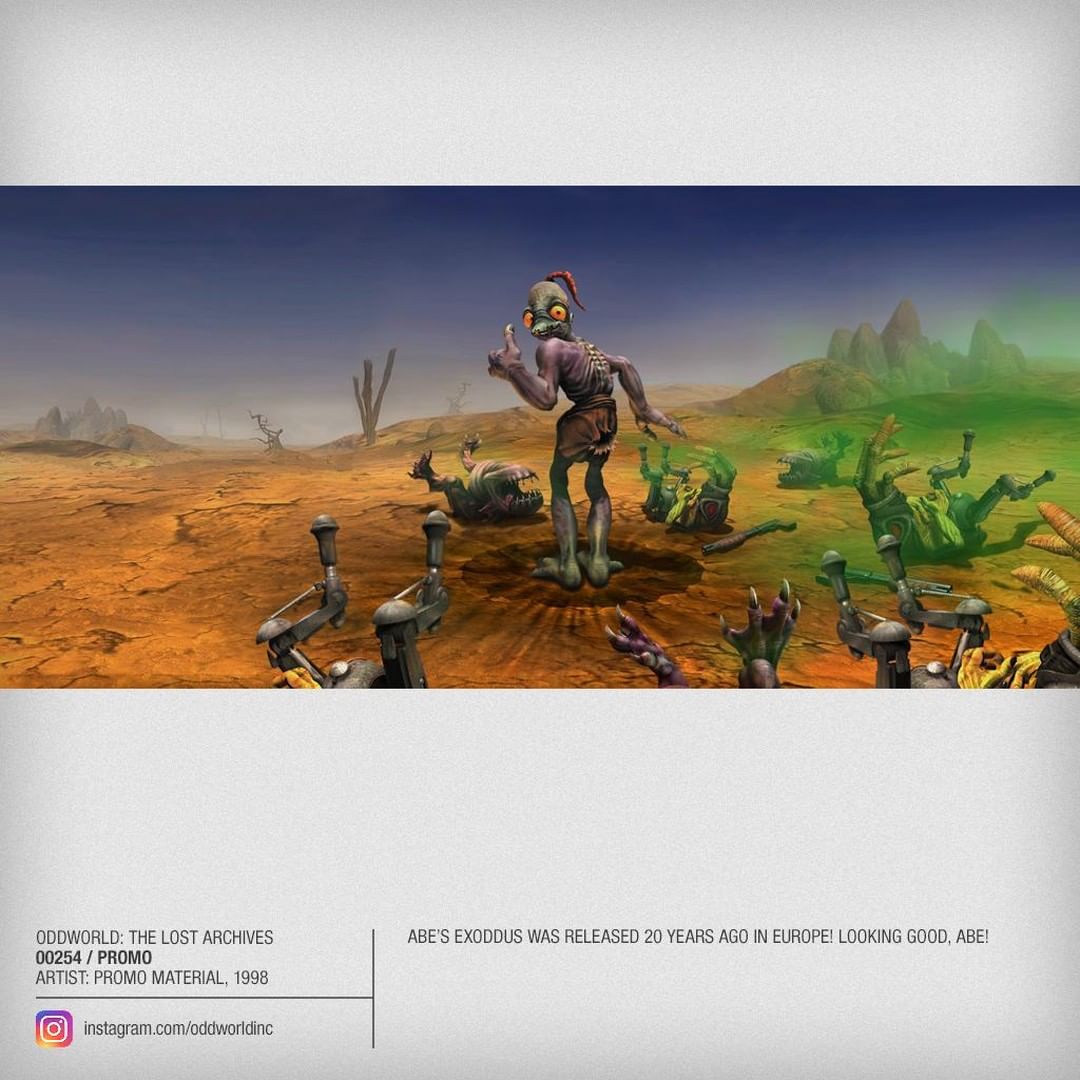 ODDWORLD: THE LOST ARCHIVES
00254 / PROMO
ARTIST: PROMO MATERIAL, 1998
instagram.com/oddworldinc
ABE'S EXODDUS WAS RELEASED 20 YEARS AGO IN EUROPE! LOOKING GOOD, ABE!